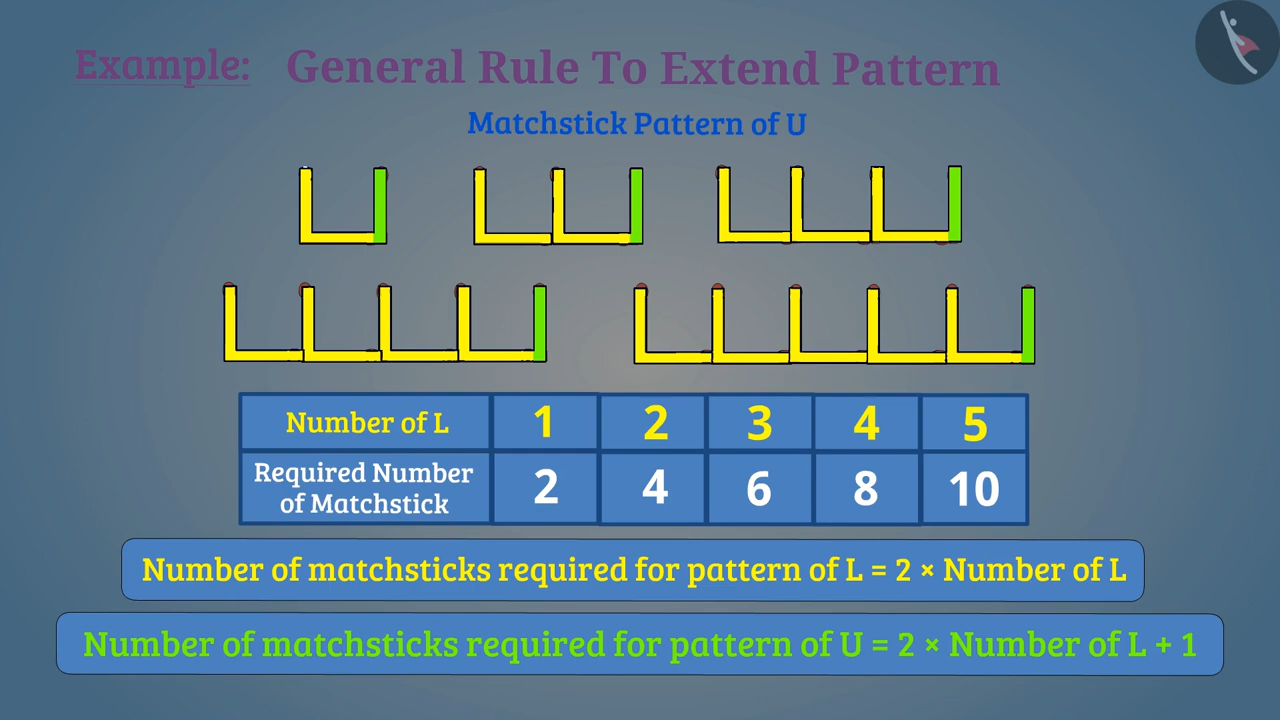 Example: General Rule To Extend Pattern
Matchstick Pattern of U
Number of L 1 2 3 4 5
Required Number
of Matchstick 2 4 6 8 10
Number of matchsticks required for pattern of L = 2 × Number of L
Number of matchsticks required for pattern of U = 2 × Number of L + 1